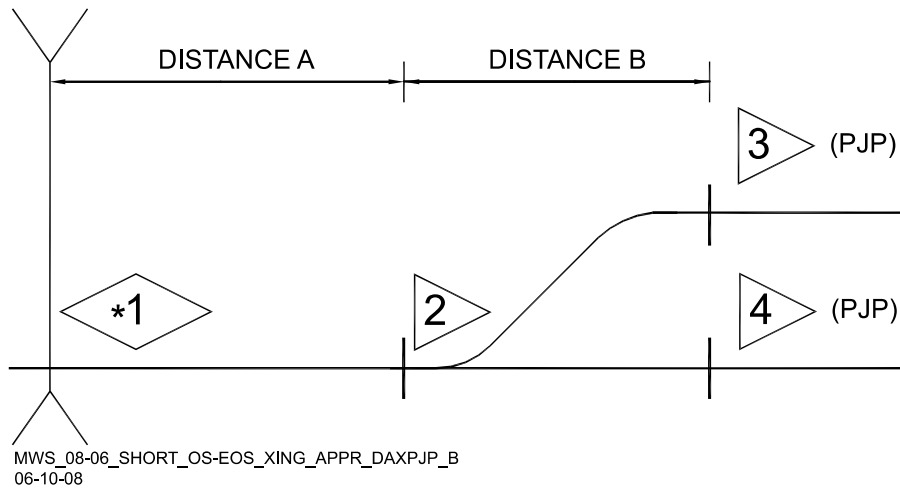 DISTANCE A
DISTANCE B
3 (PJP)
*1
2
4 (PJP)
MWS_08-06_SHORT_OS-EOS_XING_APPR_DAXPJP_B
06-10-08